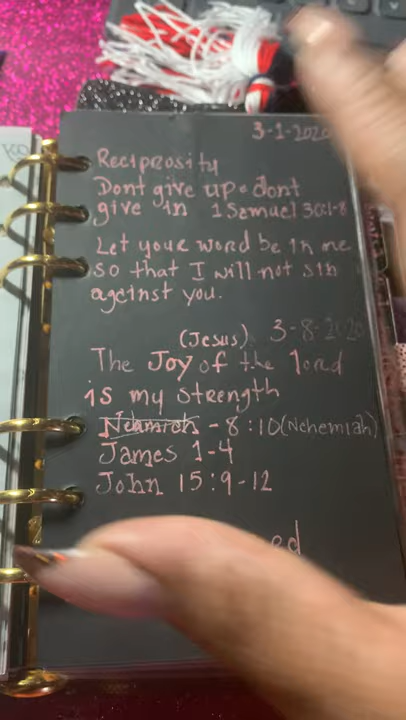 3-1-2020
Reciprosity
Dont give up & dont
give in 1 Samuel 30:1-8
Let your word be in me
so that I will not sin
against you.
(Jesus) 3-8-2020
The Joy of the lord
is my strength
Neamiah - 8:10 (Nehemiah)
James 1-4
John 15:9-12
ed